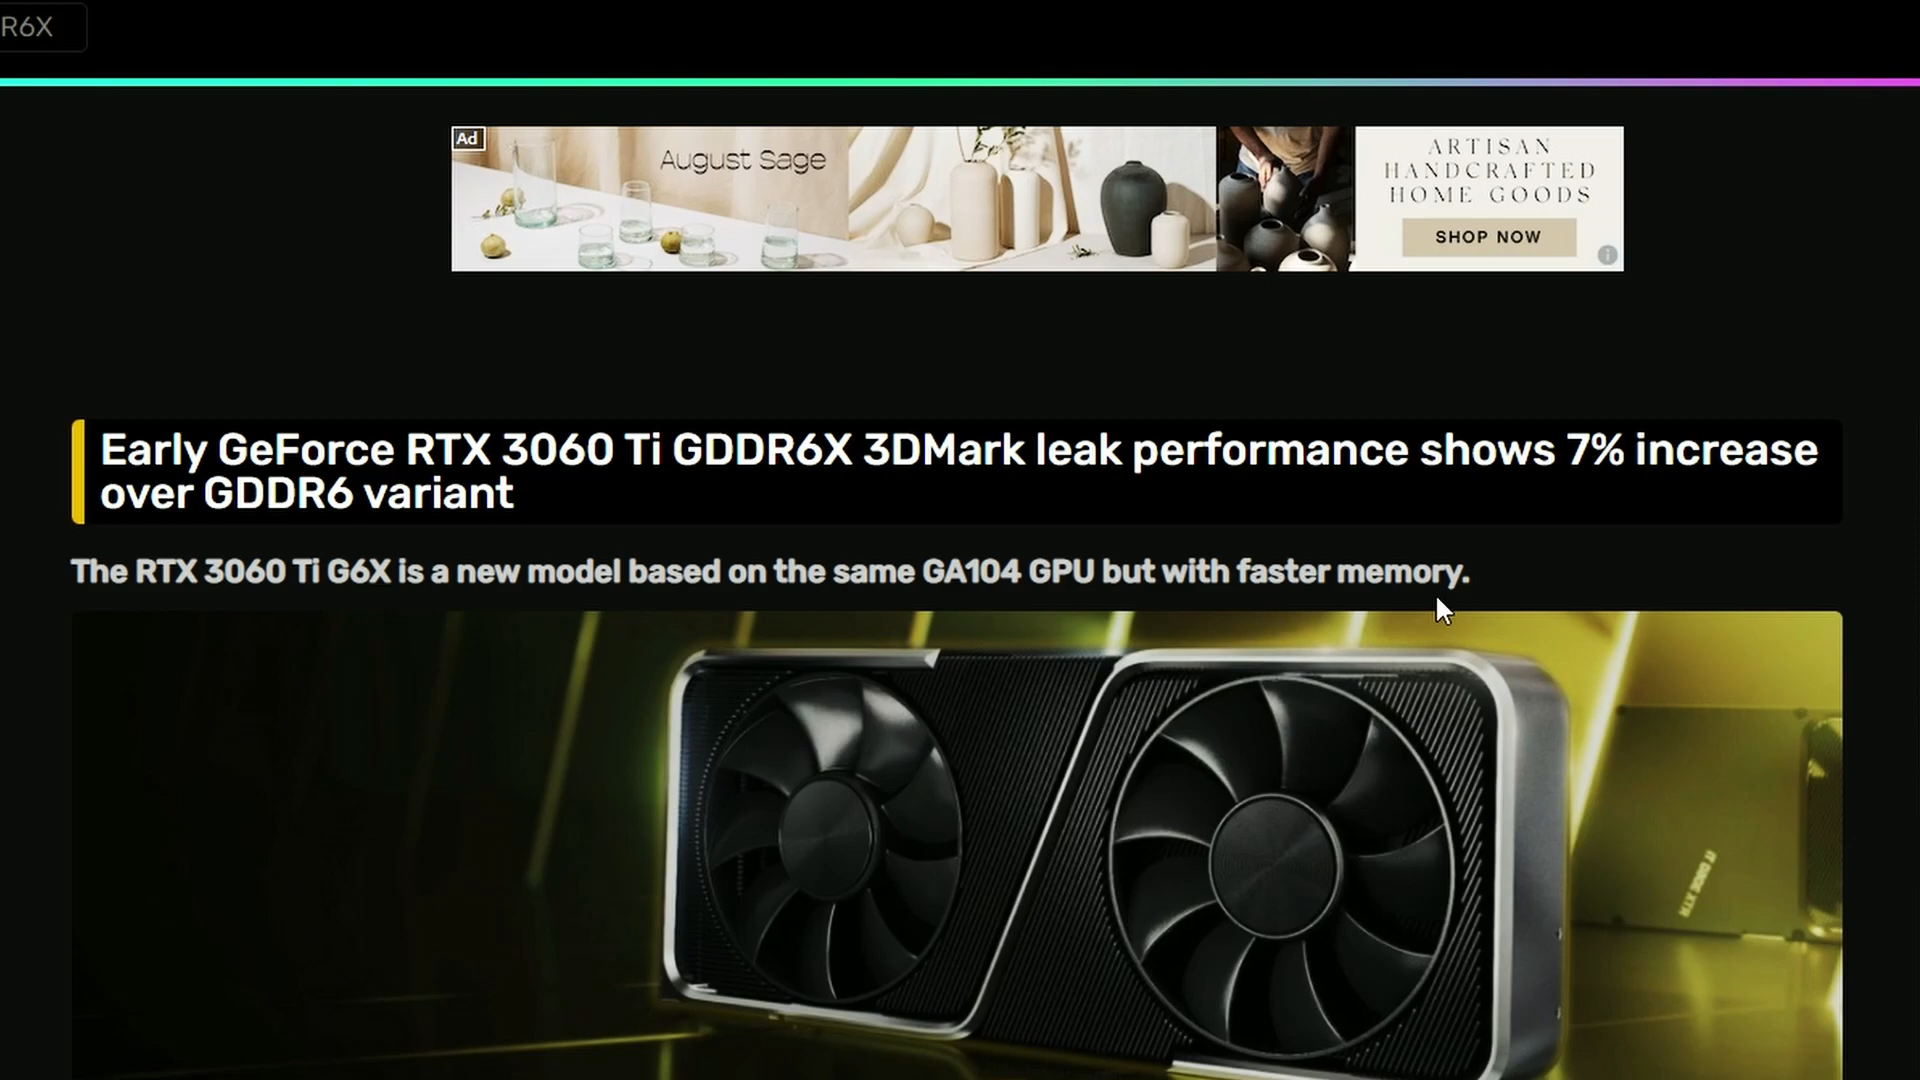 R6X
Ad
August Sage
ARTISAN
HANDCRAFTED
HOME GOODS
SHOP NOW
Early GeForce RTX 3060 Ti GDDR6X 3DMark leak performance shows 7% increase
over GDDR6 variant
The RTX 3060 Ti G6X is a new model based on the same GA104 GPU but with faster memory.